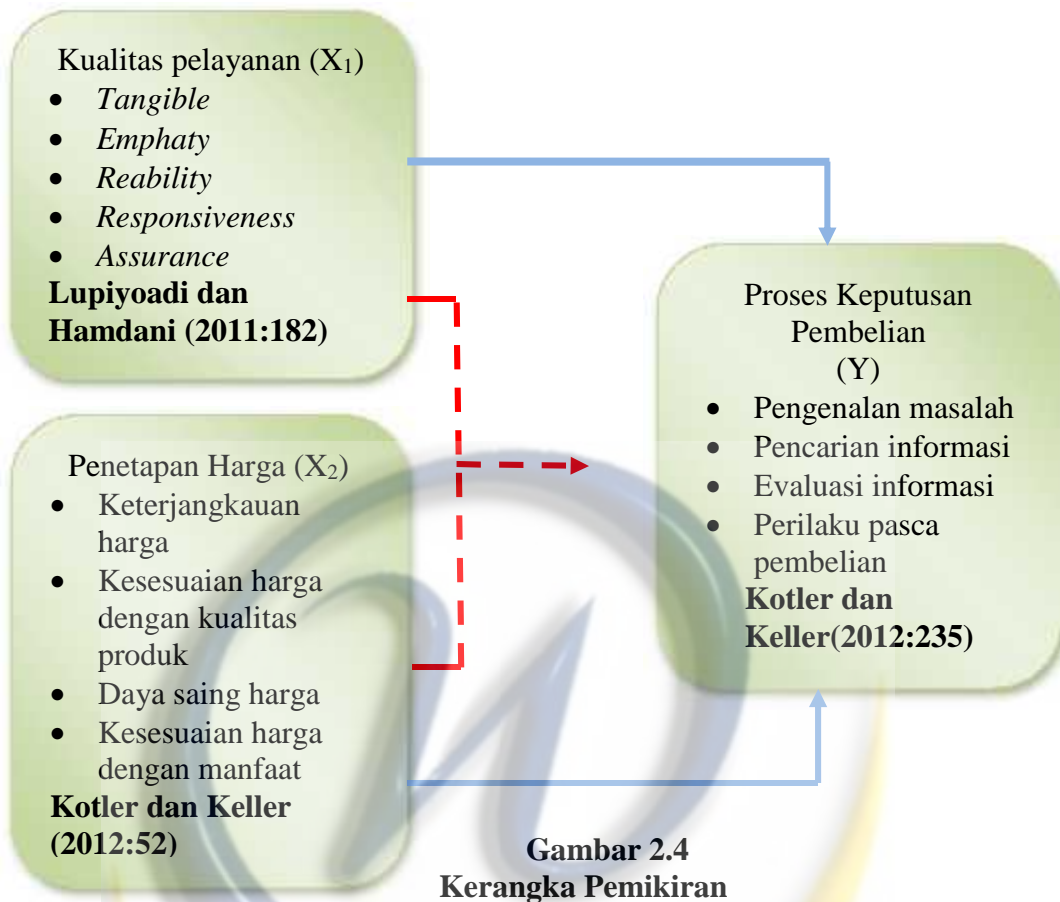 Kualitas pelayanan (X₁)
• Tangible
• Emphaty
• Reability
• Responsiveness
• Assurance
Lupiyoadi dan
Hamdani (2011:182)
Penetapan Harga (X₂)
• Keterjangkauan
harga
• Kesesuaian harga
dengan kualitas
produk
• Daya saing harga
• Kesesuaian harga
dengan manfaat
Kotler dan Keller
(2012:52)
Proses Keputusan
Pembelian
(Y)
• Pengenalan masalah
• Pencarian informasi
• Evaluasi informasi
• Perilaku pasca
pembelian
Kotler dan
Keller(2012:235)
Gambar 2.4
Kerangka Pemikiran